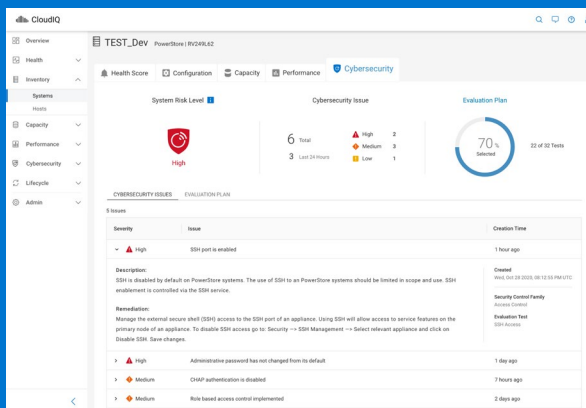 CloudIQ
Overview
Health
Inventory
Systems
Hosts
Capacity
Performance
Cybersecurity
Lifecycle
Admin
TEST_Dev PowerStore | RV249L62
Health Score
Configuration
Capacity
Performance
Cybersecurity
System Risk Level
High
Cybersecurity Issue
6 Total
3 Last 24 Hours
High 2
Medium 3
Low 1
Evaluation Plan
70 %
Selected
22 of 32 Tests
CYBERSECURITY ISSUES EVALUATION PLAN
5 Issues
Severity Issue Creation Time
High SSH port is enabled 1 hour ago
Description:
SSH is disabled by default on PowerStore systems. The use of SSH to an PowerStore systems should be limited in scope and use. SSH
enablement is controlled via the SSH service.
Remediation:
Manage the external secure shell (SSH) access to the SSH port of an appliance. Using SSH will allow access to service features on the
primary node of an appliance. To disable SSH access go to: Security —> SSH Management —> Select relevant appliance and click on
Disable SSH. Save changes.
Created
Wed, Oct 28 2023, 08:12:55 PM UTC
Security Control Family
Access Control
Evaluation Test
SSH Access
High Administrative password has not changed from its default 1 day ago
Medium CHAP authentication is disabled 7 hours ago
Medium Role based access control implemented 2 days ago